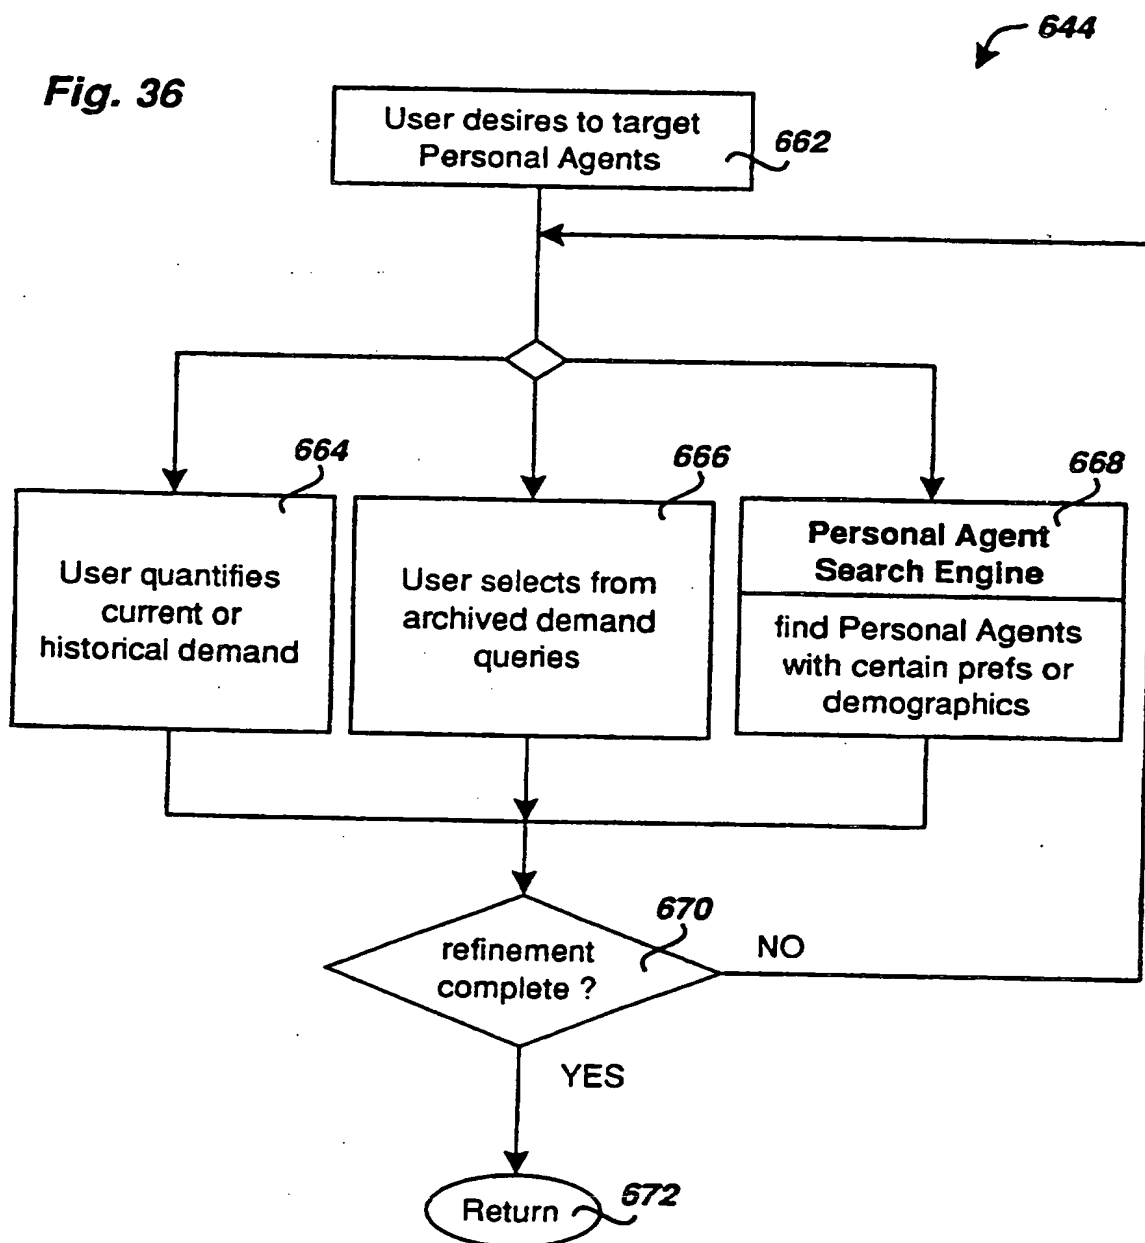 644
Fig. 36
User desires to target
Personal Agents
662
664
666
668
User quantifies
current or
historical demand
User selects from
archived demand
queries
Personal Agent
Search Engine
find Personal Agents
with certain prefs or
demographics
670
refinement
complete ?
NO
YES
Return
672